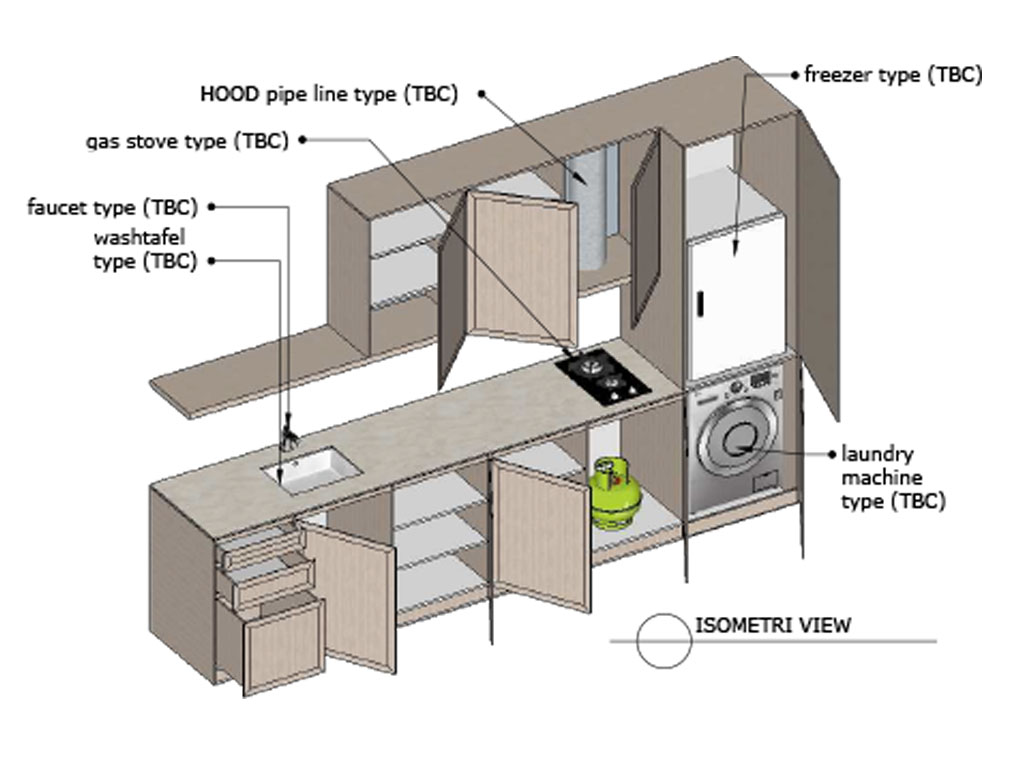 freezer type (TBC)
HOOD pipe line type (TBC)
gas stove type (TBC)
faucet type (TBC)
washtafel
type (TBC)
laundry
machine
type (TBC)
ISOMETRI VIEW